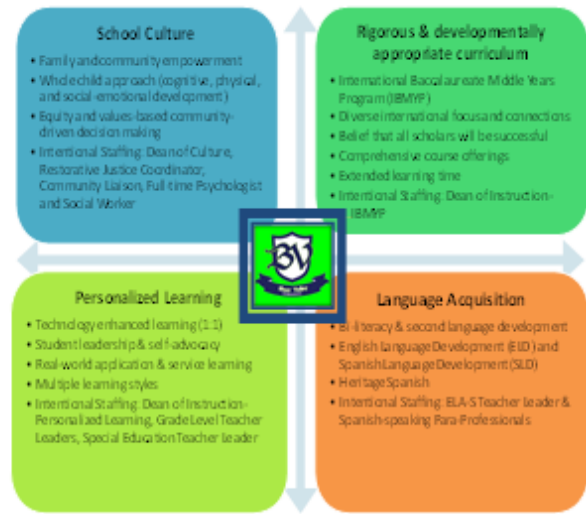 School Culture
• Family and community empowerment
• Whole child approach (cognitive, physical,
and social-emotional development)
• Equity and values-based community-
driven decision making
• Intentional Staffing: Dean of Culture,
Restorative Justice Coordinator,
Community Liaison, Full-time Psychologist
and Social Worker
Rigorous & developmentally
appropriate curriculum
• International Baccalaureate Middle Years
Program (IBMYP)
• Diverse international focus and connections
• Belief that all scholars will be successful
• Comprehensive course offerings
• Extended learning time
• Intentional Staffing: Dean of Instruction-
IBMYP
BV
Personalized Learning
• Technology enhanced learning (1:1)
• Student leadership & self-advocacy
• Real-world application & service learning
• Multiple learning styles
• Intentional Staffing: Dean of Instruction-
Personalized Learning, Grade Level Teacher
Leaders, Special Education Teacher Leader
Language Acquisition
• Bi-literacy & second language development
• English Language Development (ELD) and
Spanish Language Development (SLD)
• Heritage Spanish
• Intentional Staffing: ELA-S Teacher Leader &
Spanish-speaking Para-Professionals